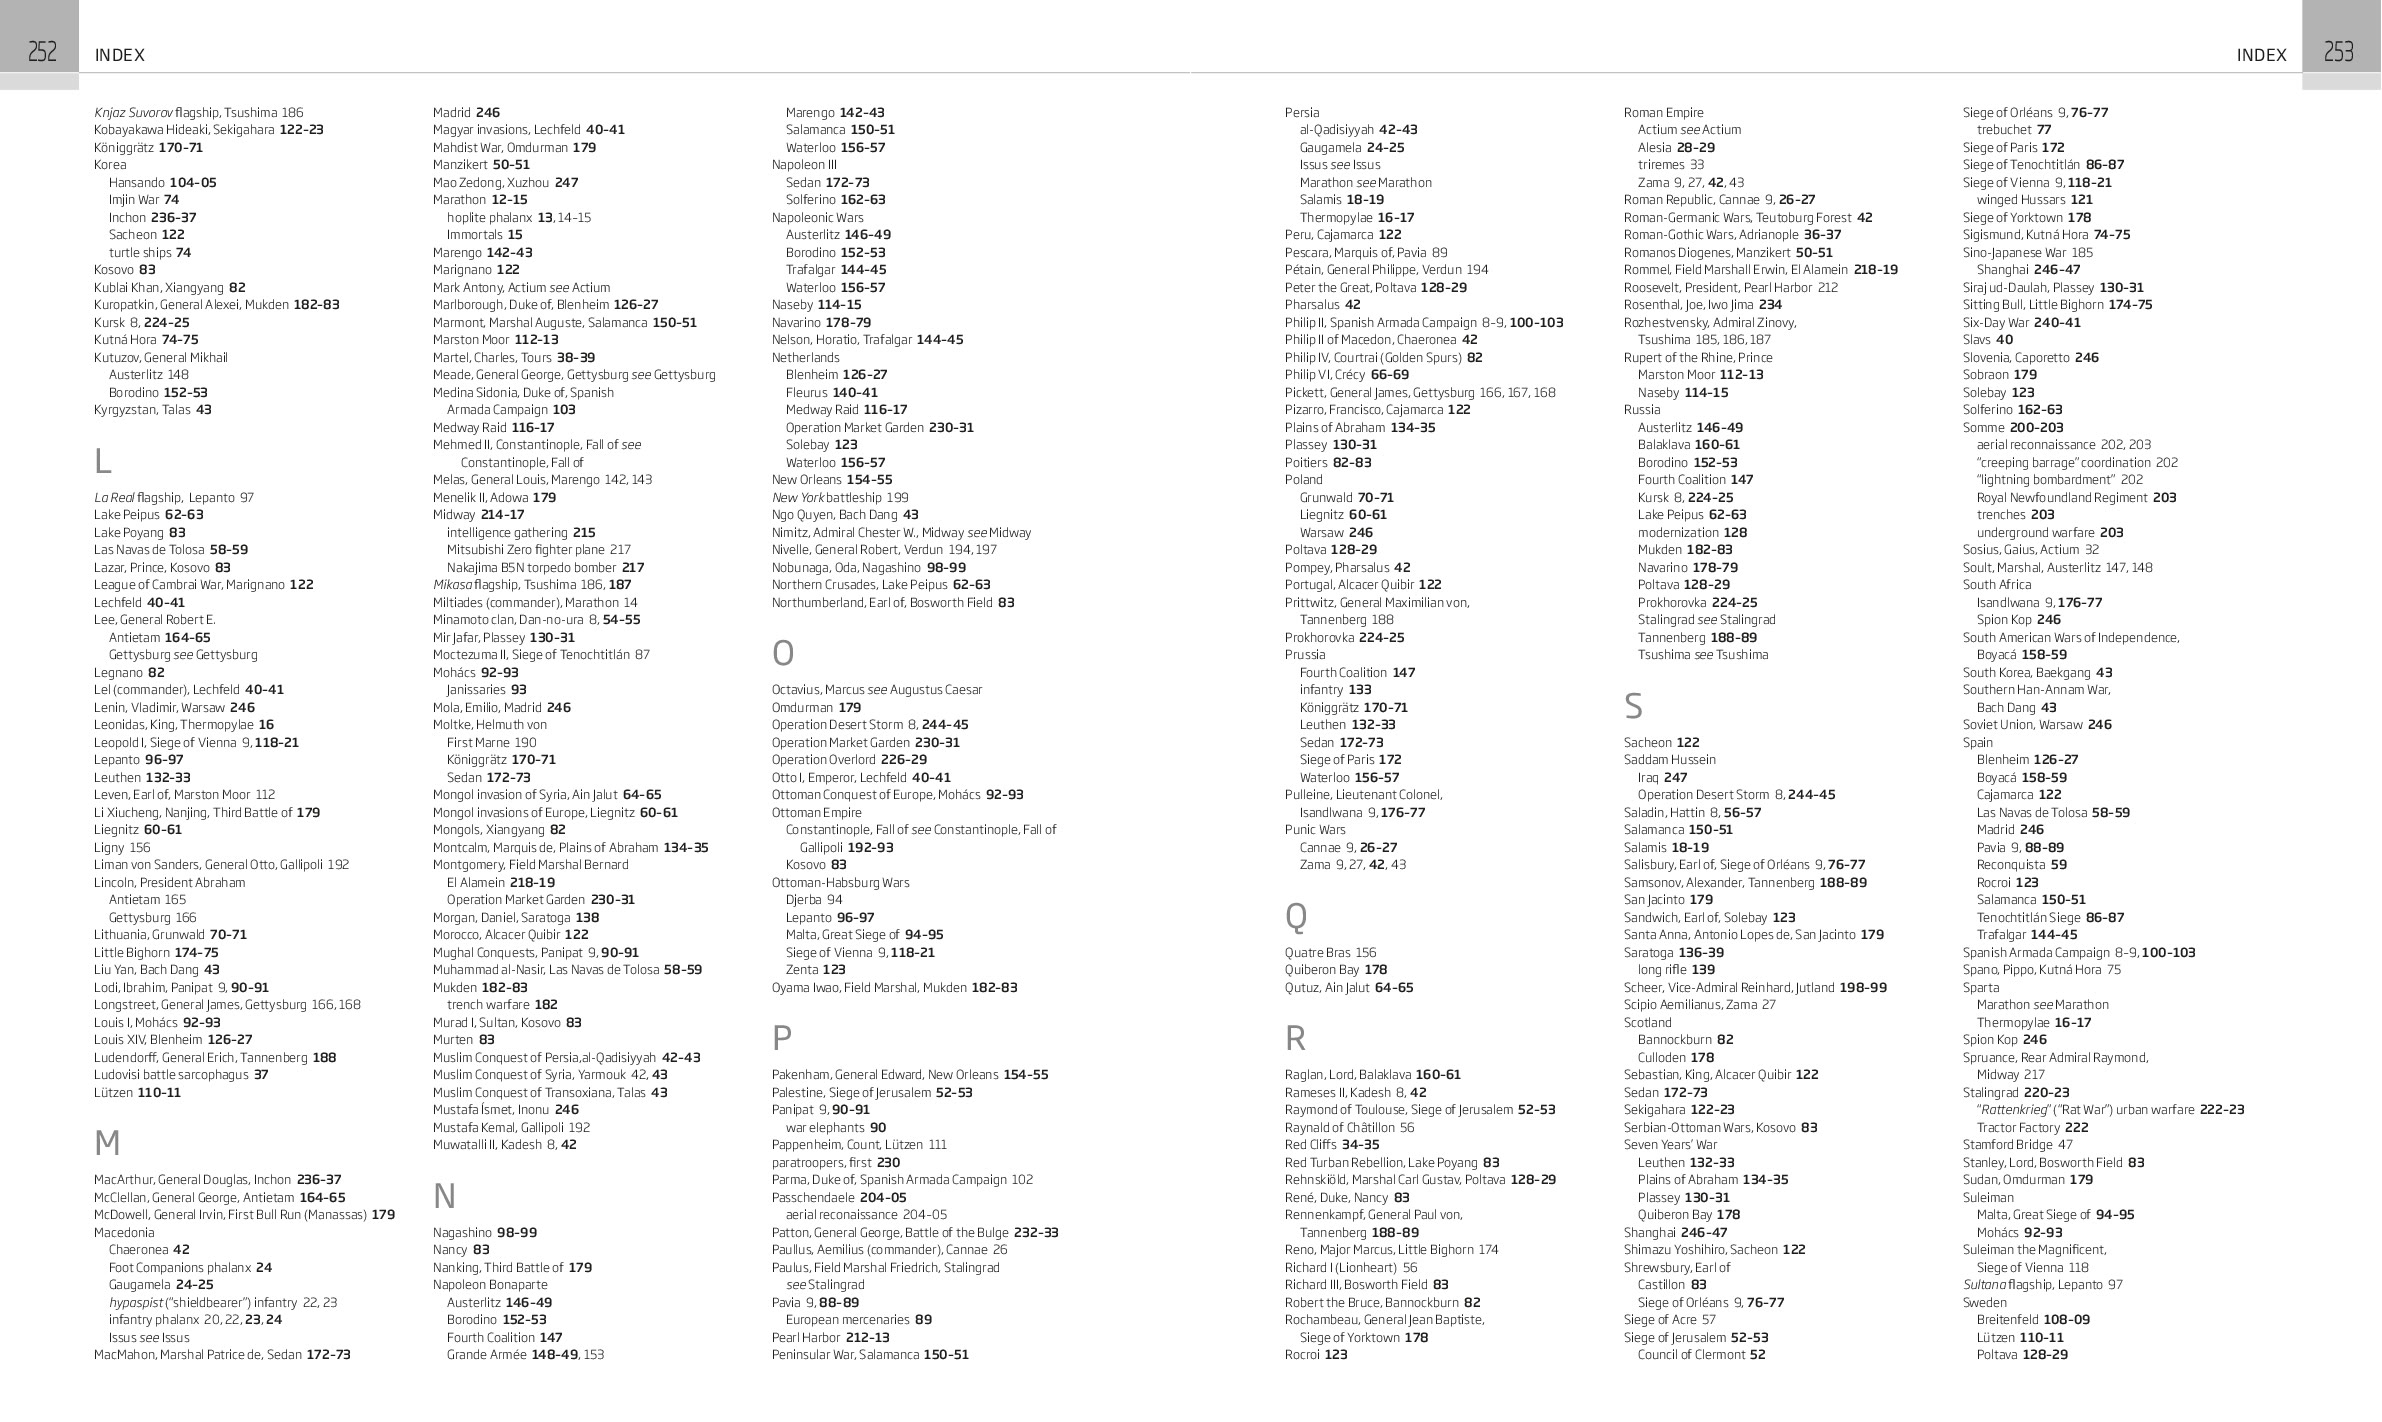 252
INDEX
Knjaz Suvorov flagship, Tsushima 186
Kobayakawa Hideaki, Sekigahara 122–23
Königgrätz 170–71
Korea
Hansando 104–05
Imjin War 74
Inchon 236–37
Sacheon 122
turtle ships 74
Kosovo 83
Kublai Khan, Xiangyang 82
Kuropatkin, General Alexei, Mukden 182–83
Kursk 8, 224–25
Kutná Hora 74–75
Kutuzov, General Mikhail
Austerlitz 148
Borodino 152–53
Kyrgyzstan, Talas 43
L
La Real flagship, Lepanto 97
Lake Peipus 62–63
Lake Poyang 83
Las Navas de Tolosa 58–59
Lazar, Prince, Kosovo 83
League of Cambrai War, Marignano 122
Lechfeld 40–41
Lee, General Robert E.
Antietam 164–65
Gettysburg see Gettysburg
Legnano 82
Lel (commander), Lechfeld 40–41
Lenin, Vladimir, Warsaw 246
Leonidas, King, Thermopylae 16
Leopold I, Siege of Vienna 9, 118–21
Lepanto 96–97
Leuthen 132–33
Leven, Earl of, Marston Moor 112
Li Xiucheng, Nanjing, Third Battle of 179
Liegnitz 60–61
Ligny 156
Liman von Sanders, General Otto, Gallipoli 192
Lincoln, President Abraham
Antietam 165
Gettysburg 166
Lithuania, Grunwald 70–71
Little Bighorn 174–75
Liu Yan, Bach Dang 43
Lodi, Ibrahim, Panipat 9, 90–91
Longstreet, General James, Gettysburg 166, 168
Louis I, Mohács 92–93
Louis XIV, Blenheim 126–27
Ludendorff, General Erich, Tannenberg 188
Ludovisi battle sarcophagus 37
Lützen 110–11
M
MacArthur, General Douglas, Inchon 236–37
McClellan, General George, Antietam 164–65
McDowell, General Irvin, First Bull Run (Manassas) 179
Macedonia
Chaeronea 42
Foot Companions phalanx 24
Gaugamela 24–25
hypaspist (“shieldbearer”) infantry 22, 23
infantry phalanx 20, 22, 23, 24
Issus see Issus
MacMahon, Marshal Patrice de, Sedan 172–73
Madrid 246
Magyar invasions, Lechfeld 40–41
Mahdist War, Omdurman 179
Manzikert 50–51
Mao Zedong, Xuzhou 247
Marathon 12–15
hoplite phalanx 13, 14–15
Immortals 15
Marengo 142–43
Marignano 122
Mark Antony, Actium see Actium
Marlborough, Duke of, Blenheim 126–27
Marmont, Marshal Auguste, Salamanca 150–51
Marston Moor 112–13
Martel, Charles, Tours 38–39
Meade, General George, Gettysburg see Gettysburg
Medina Sidonia, Duke of, Spanish
Armada Campaign 103
Medway Raid 116–17
Mehmed II, Constantinople, Fall of see
Constantinople, Fall of
Melas, General Louis, Marengo 142, 143
Menelik II, Adowa 179
Midway 214–17
intelligence gathering 215
Mitsubishi Zero fighter plane 217
Nakajima B5N torpedo bomber 217
Mikasa flagship, Tsushima 186, 187
Miltiades (commander), Marathon 14
Minamoto clan, Dan-no-ura 8, 54–55
Mir Jafar, Plassey 130–31
Moctezuma II, Siege of Tenochtitlán 87
Mohács 92–93
Janissaries 93
Mola, Emilio, Madrid 246
Moltke, Helmuth von
First Marne 190
Königgrätz 170–71
Sedan 172–73
Mongol invasion of Syria, Ain Jalut 64–65
Mongol invasions of Europe, Liegnitz 60–61
Mongols, Xiangyang 82
Montcalm, Marquis de, Plains of Abraham 134–35
Montgomery, Field Marshal Bernard
El Alamein 218–19
Operation Market Garden 230–31
Morgan, Daniel, Saratoga 138
Morocco, Alcacer Quibir 122
Mughal Conquests, Panipat 9, 90–91
Muhammad al-Nasir, Las Navas de Tolosa 58–59
Mukden 182–83
trench warfare 182
Murad I, Sultan, Kosovo 83
Murten 83
Muslim Conquest of Persia,al-Qadisiyyah 42–43
Muslim Conquest of Syria, Yarmouk 42, 43
Muslim Conquest of Transoxiana, Talas 43
Mustafa Ísmet, Inonu 246
Mustafa Kemal, Gallipoli 192
Muwatalli II, Kadesh 8, 42
N
Nagashino 98–99
Nancy 83
Nanking, Third Battle of 179
Napoleon Bonaparte
Austerlitz 146–49
Borodino 152–53
Fourth Coalition 147
Grande Armée 148–49, 153
Marengo 142–43
Salamanca 150–51
Waterloo 156–57
Napoleon III
Sedan 172–73
Solferino 162–63
Napoleonic Wars
Austerlitz 146–49
Borodino 152–53
Trafalgar 144–45
Waterloo 156–57
Naseby 114–15
Navarino 178–79
Nelson, Horatio, Trafalgar 144–45
Netherlands
Blenheim 126–27
Fleurus 140–41
Medway Raid 116–17
Operation Market Garden 230–31
Solebay 123
Waterloo 156–57
New Orleans 154–55
New York battleship 199
Ngo Quyen, Bach Dang 43
Nimitz, Admiral Chester W., Midway see Midway
Nivelle, General Robert, Verdun 194, 197
Nobunaga, Oda, Nagashino 98–99
Northern Crusades, Lake Peipus 62–63
Northumberland, Earl of, Bosworth Field 83
O
Octavius, Marcus see Augustus Caesar
Omdurman 179
Operation Desert Storm 8, 244–45
Operation Market Garden 230–31
Operation Overlord 226–29
Otto I, Emperor, Lechfeld 40–41
Ottoman Conquest of Europe, Mohács 92–93
Ottoman Empire
Constantinople, Fall of see Constantinople, Fall of
Gallipoli 192–93
Kosovo 83
Ottoman-Habsburg Wars
Djerba 94
Lepanto 96–97
Malta, Great Siege of 94–95
Siege of Vienna 9, 118–21
Zenta 123
Oyama Iwao, Field Marshal, Mukden 182–83
P
Pakenham, General Edward, New Orleans 154–55
Palestine, Siege of Jerusalem 52–53
Panipat 9, 90–91
war elephants 90
Pappenheim, Count, Lützen 111
paratroopers, first 230
Parma, Duke of, Spanish Armada Campaign 102
Passchendaele 204–05
aerial reconaissance 204–05
Patton, General George, Battle of the Bulge 232–33
Paullus, Aemilius (commander), Cannae 26
Paulus, Field Marshal Friedrich, Stalingrad
see Stalingrad
Pavia 9, 88–89
European mercenaries 89
Pearl Harbor 212–13
Peninsular War, Salamanca 150–51
INDEX
253
Persia
al-Qadisiyyah 42–43
Gaugamela 24–25
Issus see Issus
Marathon see Marathon
Salamis 18–19
Thermopylae 16–17
Peru, Cajamarca 122
Pescara, Marquis of, Pavia 89
Pétain, General Philippe, Verdun 194
Peter the Great, Poltava 128–29
Pharsalus 42
Philip II, Spanish Armada Campaign 8–9, 100–103
Philip II of Macedon, Chaeronea 42
Philip IV, Courtrai (Golden Spurs) 82
Philip VI, Crécy 66–69
Pickett, General James, Gettysburg 166, 167, 168
Pizarro, Francisco, Cajamarca 122
Plains of Abraham 134–35
Plassey 130–31
Poitiers 82–83
Poland
Grunwald 70–71
Liegnitz 60–61
Warsaw 246
Poltava 128–29
Pompey, Pharsalus 42
Portugal, Alcacer Quibir 122
Prittwitz, General Maximilian von,
Tannenberg 188
Prokhorovka 224–25
Prussia
Fourth Coalition 147
infantry 133
Königgrätz 170–71
Leuthen 132–33
Sedan 172–73
Siege of Paris 172
Waterloo 156–57
Pulleine, Lieutenant Colonel,
Isandlwana 9, 176–77
Punic Wars
Cannae 9, 26–27
Zama 9, 27, 42, 43
Q
Quatre Bras 156
Quiberon Bay 178
Qutuz, Ain Jalut 64–65
R
Raglan, Lord, Balaklava 160–61
Rameses II, Kadesh 8, 42
Raymond of Toulouse, Siege of Jerusalem 52–53
Raynald of Châtillon 56
Red Cliffs 34–35
Red Turban Rebellion, Lake Poyang 83
Rehnskiöld, Marshal Carl Gustav, Poltava 128–29
René, Duke, Nancy 83
Rennenkampf, General Paul von,
Tannenberg 188–89
Reno, Major Marcus, Little Bighorn 174
Richard I (Lionheart) 56
Richard III, Bosworth Field 83
Robert the Bruce, Bannockburn 82
Rochambeau, General Jean Baptiste,
Siege of Yorktown 178
Rocroi 123
Roman Empire
Actium see Actium
Alesia 28–29
triremes 33
Zama 9, 27, 42, 43
Roman Republic, Cannae 9, 26–27
Roman-Germanic Wars, Teutoburg Forest 42
Roman-Gothic Wars, Adrianople 36–37
Romanos Diogenes, Manzikert 50–51
Rommel, Field Marshall Erwin, El Alamein 218–19
Roosevelt, President, Pearl Harbor 212
Rosenthal, Joe, Iwo Jima 234
Rozhestvensky, Admiral Zinovy,
Tsushima 185, 186, 187
Rupert of the Rhine, Prince
Marston Moor 112–13
Naseby 114–15
Russia
Austerlitz 146–49
Balaklava 160–61
Borodino 152–53
Fourth Coalition 147
Kursk 8, 224–25
Lake Peipus 62–63
modernization 128
Mukden 182–83
Navarino 178–79
Poltava 128–29
Prokhorovka 224–25
Stalingrad see Stalingrad
Tannenberg 188–89
Tsushima see Tsushima
S
Sacheon 122
Saddam Hussein
Iraq 247
Operation Desert Storm 8, 244–45
Saladin, Hattin 8, 56–57
Salamanca 150–51
Salamis 18–19
Salisbury, Earl of, Siege of Orléans 9, 76–77
Samsonov, Alexander, Tannenberg 188–89
San Jacinto 179
Sandwich, Earl of, Solebay 123
Santa Anna, Antonio Lopes de, San Jacinto 179
Saratoga 136–39
long rifle 139
Scheer, Vice-Admiral Reinhard, Jutland 198–99
Scipio Aemilianus, Zama 27
Scotland
Bannockburn 82
Culloden 178
Sebastian, King, Alcacer Quibir 122
Sedan 172–73
Sekigahara 122–23
Serbian-Ottoman Wars, Kosovo 83
Seven Years’ War
Leuthen 132–33
Plains of Abraham 134–35
Plassey 130–31
Quiberon Bay 178
Shanghai 246–47
Shimazu Yoshihiro, Sacheon 122
Shrewsbury, Earl of
Castillon 83
Siege of Orléans 9, 76–77
Siege of Acre 57
Siege of Jerusalem 52–53
Council of Clermont 52
Siege of Orléans 9, 76–77
trebuchet 77
Siege of Paris 172
Siege of Tenochtitlán 86–87
Siege of Vienna 9, 118–21
winged Hussars 121
Siege of Yorktown 178
Sigismund, Kutná Hora 74–75
Sino-Japanese War 185
Shanghai 246–47
Siraj ud-Daulah, Plassey 130–31
Sitting Bull, Little Bighorn 174–75
Six-Day War 240–41
Slavs 40
Slovenia, Caporetto 246
Sobraon 179
Solebay 123
Solferino 162–63
Somme 200–203
aerial reconnaissance 202, 203
“creeping barrage” coordination 202
“lightning bombardment” 202
Royal Newfoundland Regiment 203
trenches 203
underground warfare 203
Sosius, Gaius, Actium 32
Soult, Marshal, Austerlitz 147, 148
South Africa
Isandlwana 9, 176–77
Spion Kop 246
South American Wars of Independence,
Boyacá 158–59
South Korea, Baekgang 43
Southern Han-Annam War,
Bach Dang 43
Soviet Union, Warsaw 246
Spain
Blenheim 126–27
Boyacá 158–59
Cajamarca 122
Las Navas de Tolosa 58–59
Madrid 246
Pavia 9, 88–89
Reconquista 59
Rocroi 123
Salamanca 150–51
Tenochtitlán Siege 86–87
Trafalgar 144–45
Spanish Armada Campaign 8–9, 100–103
Spano, Pippo, Kutná Hora 75
Sparta
Marathon see Marathon
Thermopylae 16–17
Spion Kop 246
Spruance, Rear Admiral Raymond,
Midway 217
Stalingrad 220–23
“Rattenkrieg” (“Rat War”) urban warfare 222–23
Tractor Factory 222
Stamford Bridge 47
Stanley, Lord, Bosworth Field 83
Sudan, Omdurman 179
Suleiman
Malta, Great Siege of 94–95
Mohács 92–93
Suleiman the Magnificent,
Siege of Vienna 118
Sultana flagship, Lepanto 97
Sweden
Breitenfeld 108–09
Lützen 110–11
Poltava 128–29